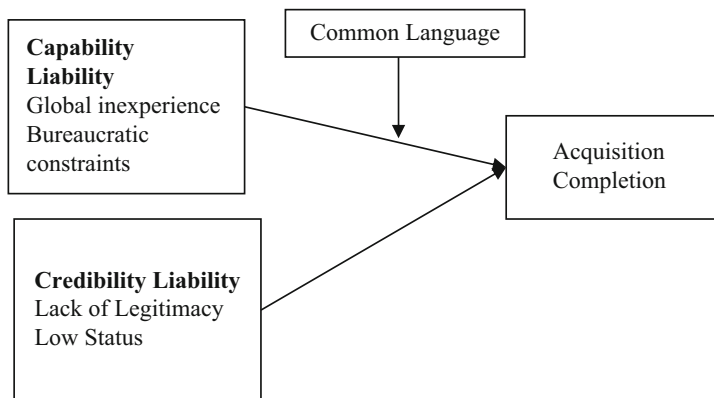 Capability
Liability
Global inexperience
Bureaucratic
constraints
Common Language
Acquisition
Completion
Credibility Liability
Lack of Legitimacy
Low Status